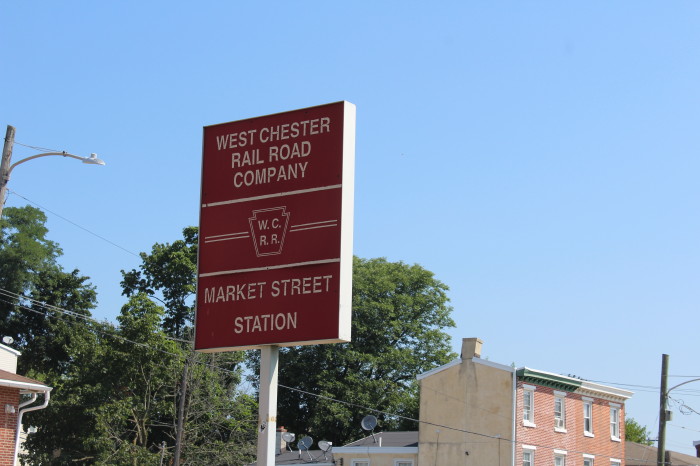 WEST CHESTER
RAIL ROAD
COMPANY
W. C.
R. R.
MARKET STREET
STATION